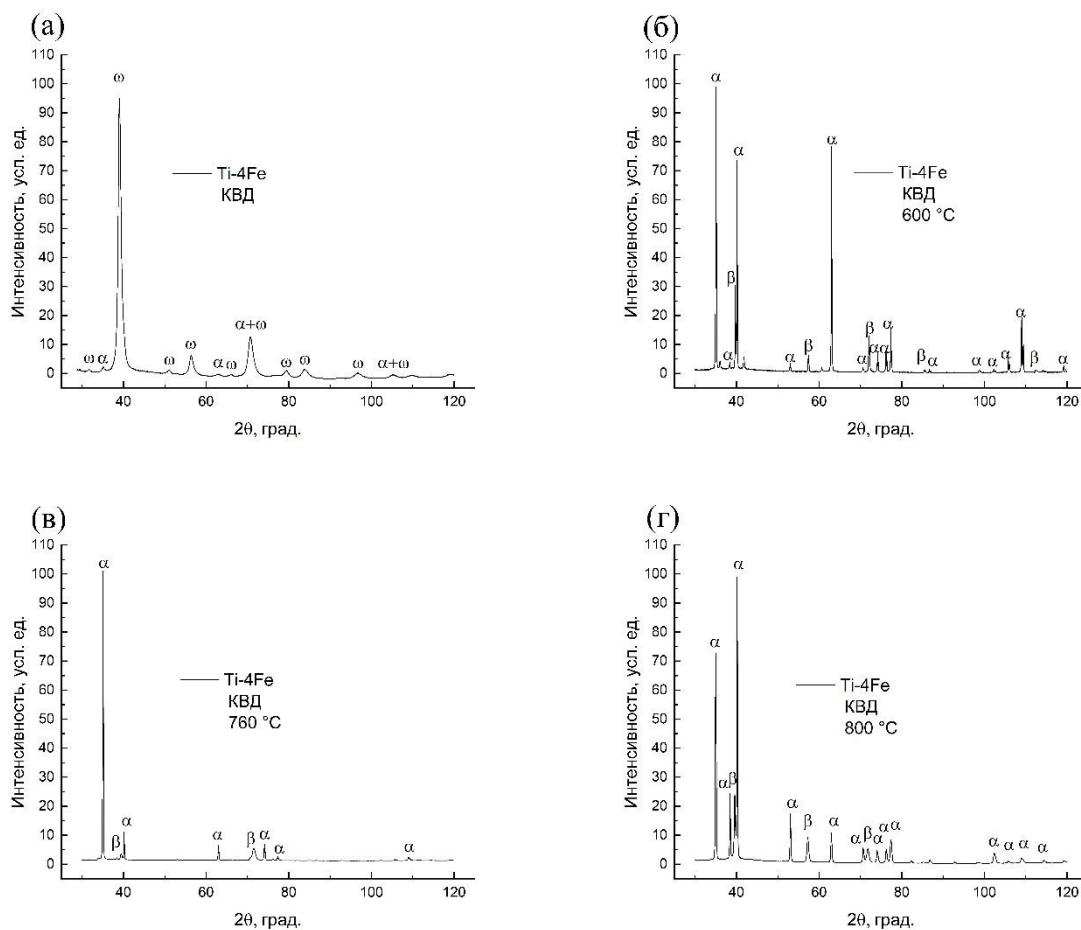 (а)
110
100
90
80
70
60
50
40
30
20
10
0
Интенсивность, усл. ед.
ω
Ti-4Fe
КВД
ω α ω ω α ω α+ω ω ω ω α+ω
40 60 80 100 120
2θ, град.
(б)
110
100
90
80
70
60
50
40
30
20
10
0
Интенсивность, усл. ед.
α
α
α
Ti-4Fe
КВД
600 °C
β
α α β α β α α α β α α α α α β α
40 60 80 100 120
2θ, град.
(в)
110
100
90
80
70
60
50
40
30
20
10
0
Интенсивность, усл. ед.
α
Ti-4Fe
КВД
760 °C
β α α β α α α
40 60 80 100 120
2θ, град.
(г)
110
100
90
80
70
60
50
40
30
20
10
0
Интенсивность, усл. ед.
α
α
Ti-4Fe
КВД
800 °C
α β α β α α β α α α α α α α
40 60 80 100 120
2θ, град.